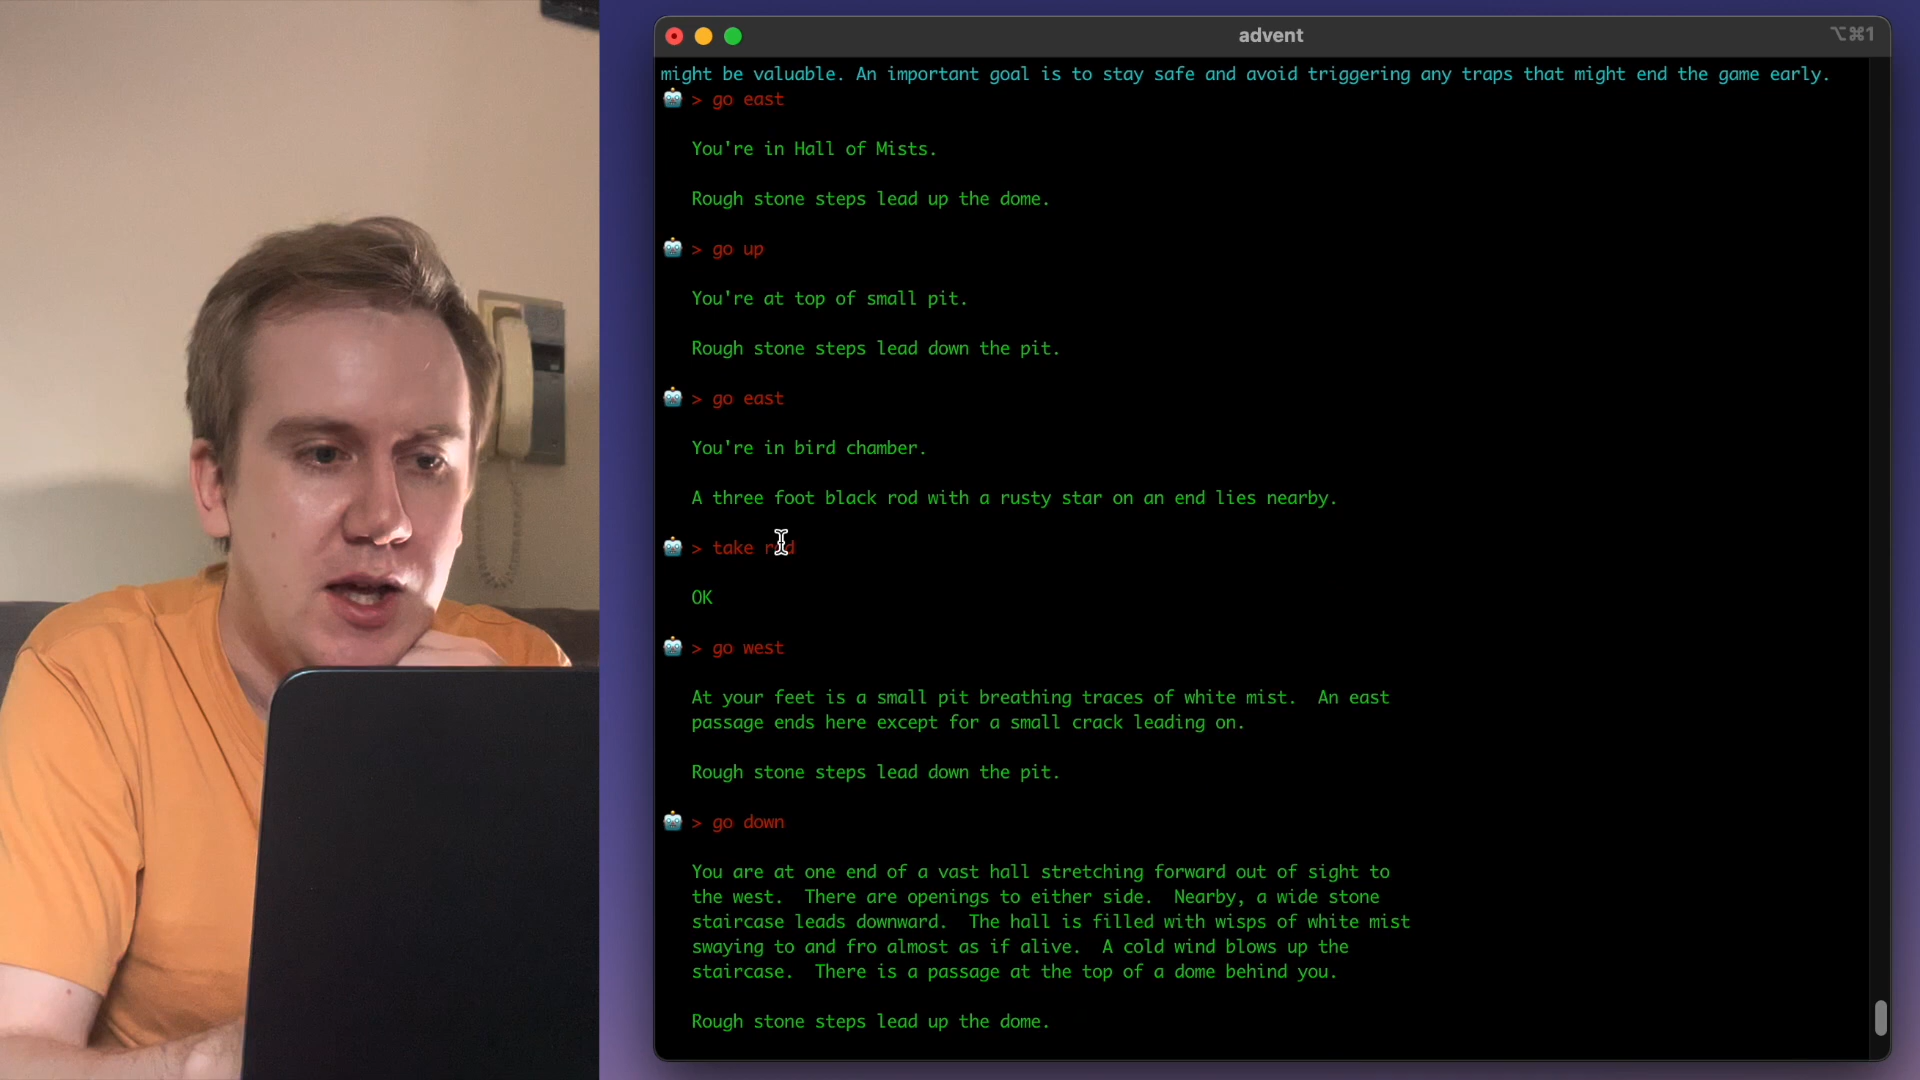 advent
⌥⌘1
might be valuable. An important goal is to stay safe and avoid triggering any traps that might end the game early.
> go east
You're in Hall of Mists.
Rough stone steps lead up the dome.
> go up
You're at top of small pit.
Rough stone steps lead down the pit.
> go east
You're in bird chamber.
A three foot black rod with a rusty star on an end lies nearby.
> take rod
OK
> go west
At your feet is a small pit breathing traces of white mist.  An east
passage ends here except for a small crack leading on.
Rough stone steps lead down the pit.
> go down
You are at one end of a vast hall stretching forward out of sight to
the west.  There are openings to either side.  Nearby, a wide stone
staircase leads downward.  The hall is filled with wisps of white mist
swaying to and fro almost as if alive.  A cold wind blows up the
staircase.  There is a passage at the top of a dome behind you.
Rough stone steps lead up the dome.